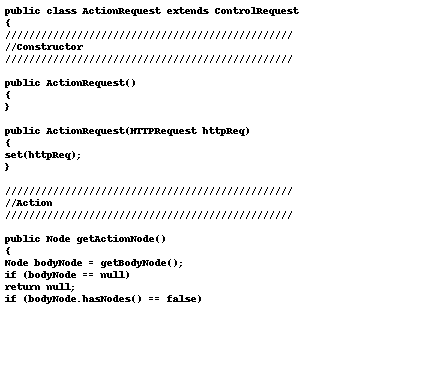 public class ActionRequest extends ControlRequest
{
////////////////////////////////////////////////
//Constructor
////////////////////////////////////////////////
public ActionRequest()
{
}
public ActionRequest(HTTPRequest httpReq)
{
set(httpReq);
}
////////////////////////////////////////////////
//Action
////////////////////////////////////////////////
public Node getActionNode()
{
Node bodyNode = getBodyNode();
if (bodyNode == null)
return null;
if (bodyNode.hasNodes() == false)